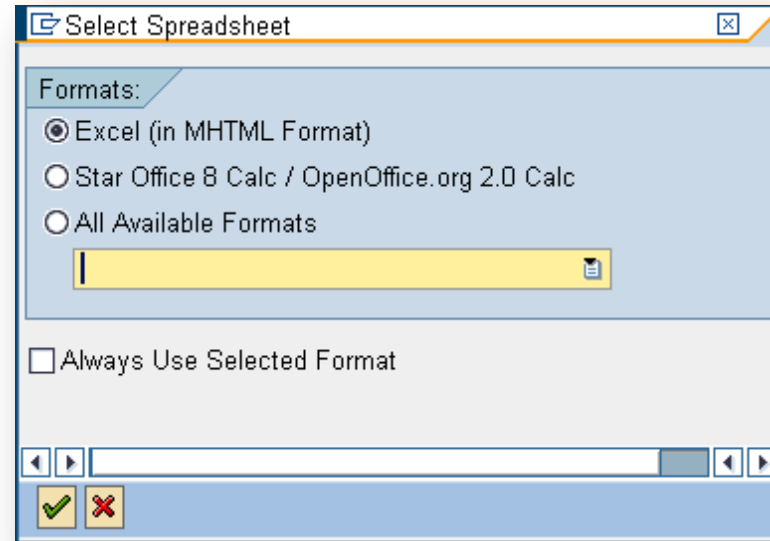 Select Spreadsheet
Formats:
Excel (in MHTML Format)
Star Office 8 Calc / OpenOffice.org 2.0 Calc
All Available Formats
Always Use Selected Format